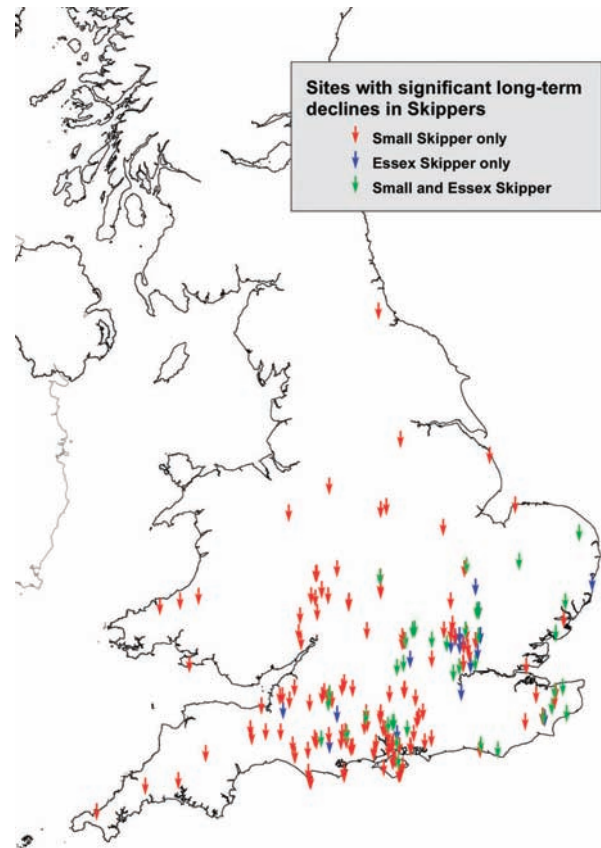 Sites with significant long-term
declines in Skippers
Small Skipper only
Essex Skipper only
Small and Essex Skipper